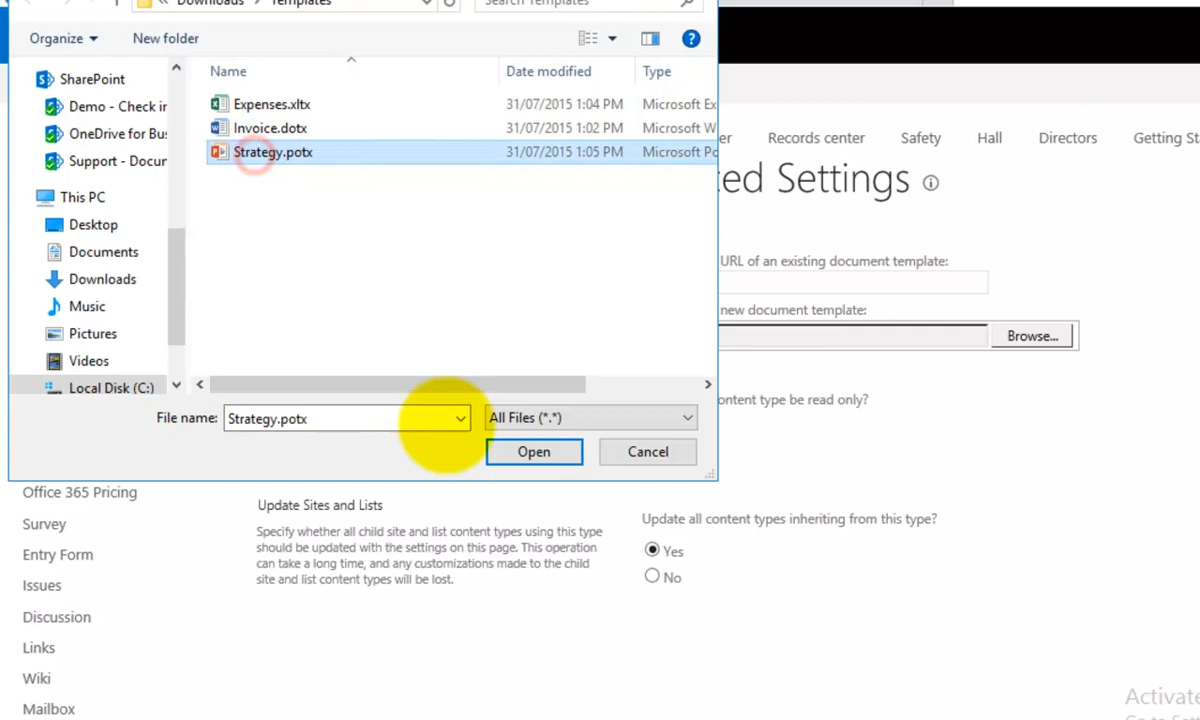 Downloads > Templates
Search Templates
Organize
New folder
SharePoint
Demo - Check in
OneDrive for Bus
Support - Docur
This PC
Desktop
Documents
Downloads
Music
Pictures
Videos
Local Disk (C:)
Name
Date modified
Type
Expenses.xltx
31/07/2015 1:04 PM
Microsoft Ex
Invoice.dotx
31/07/2015 1:02 PM
Microsoft W
Strategy.potx
31/07/2015 1:05 PM
Microsoft Po
File name:
Strategy.potx
All Files (*.*)
Open
Cancel
er
Records center
Safety
Hall
Directors
Getting St
ed Settings
URL of an existing document template:
new document template:
Browse...
ontent type be read only?
Office 365 Pricing
Survey
Entry Form
Issues
Discussion
Links
Wiki
Mailbox
Update Sites and Lists
Specify whether all child site and list content types using this type
should be updated with the settings on this page. This operation
can take a long time, and any customizations made to the child
site and list content types will be lost.
Update all content types inheriting from this type?
Yes
No
Activate